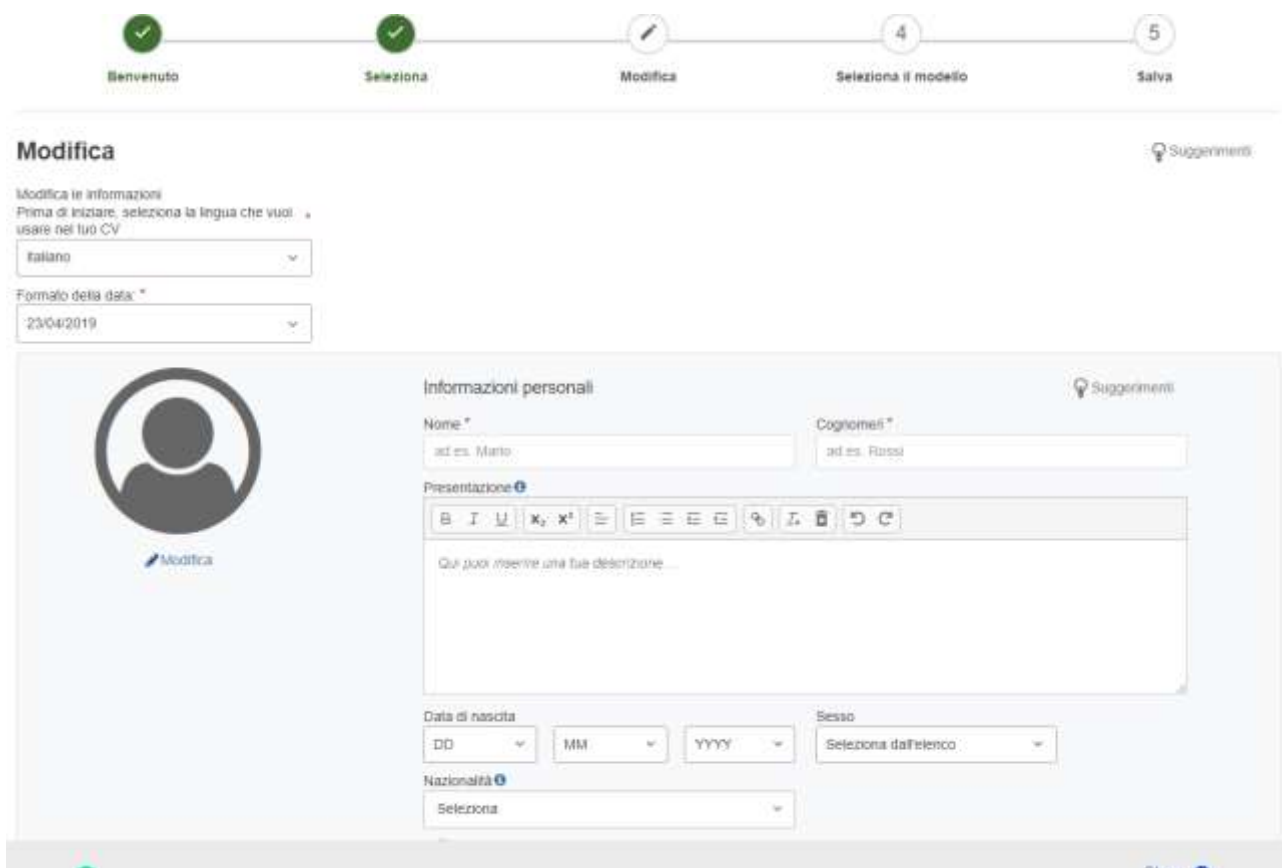 4
5
Benvenuto
Seleziona
Modifica
Seleziona il modello
Salva
Modifica
Suggerimenti
Modifica le informazioni
Prima di iniziare, seleziona la lingua che vuoi *
usare nel tuo CV
italiano
Formato della data: *
23/04/2019
Informazioni personali
Suggerimenti
Nome *
Cognome/i *
ad es. Mario
ad es. Rossi
Presentazione
B I U X₂ X²
Modifica
Qui puoi inserire una tua descrizione...
Data di nascita
Sesso
DD
MM
YYYY
Seleziona dall'elenco
Nazionalità
Seleziona